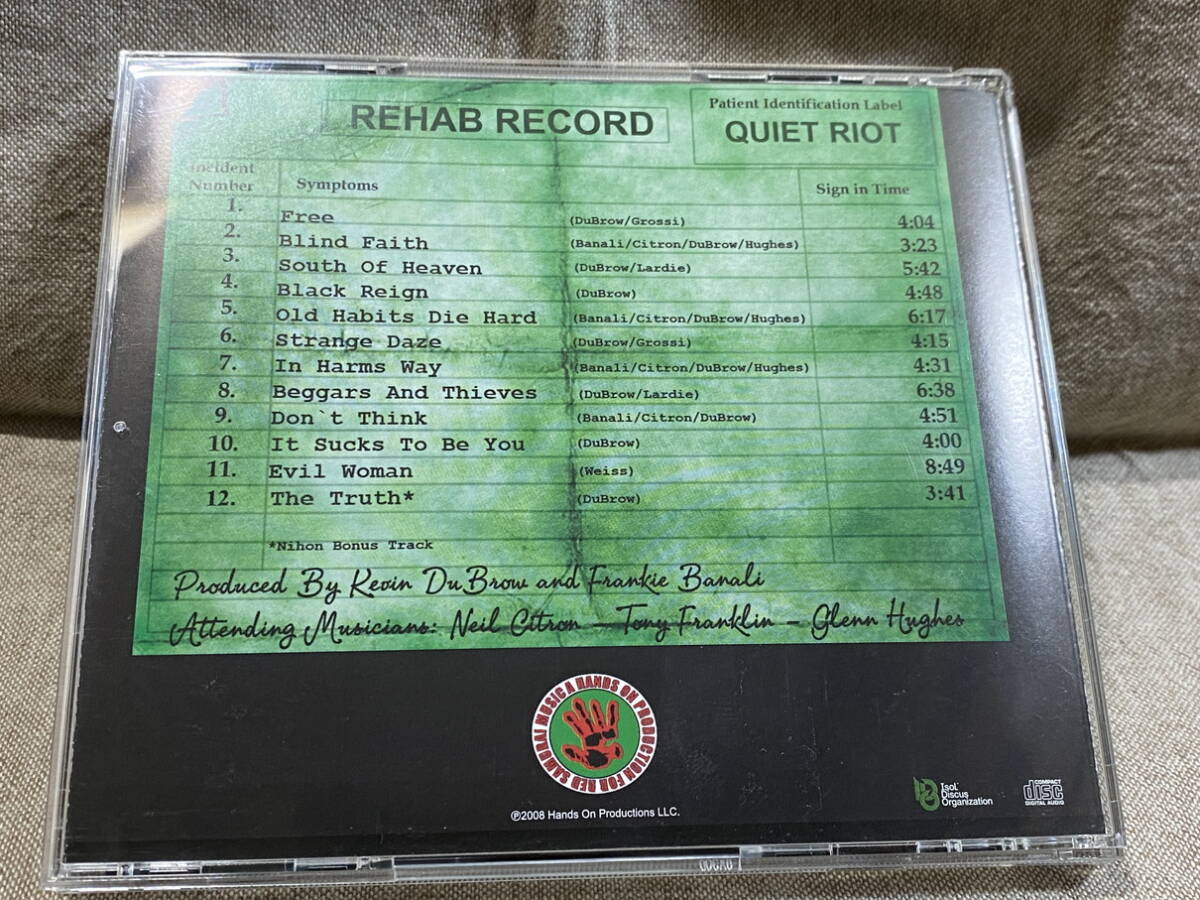 REHAB RECORD
Patient Identification Label
QUIET RIOT
Incident
Number
Symptoms
Sign in Time
1. Free (DuBrow/Grossi) 4:04
2. Blind Faith (Banali/Citron/DuBrow/Hughes) 3:23
3. South Of Heaven (DuBrow/Lardie) 5:42
4. Black Reign (DuBrow) 4:48
5. Old Habits Die Hard (Banali/Citron/DuBrow/Hughes) 6:17
6. Strange Daze (DuBrow/Grossi) 4:15
7. In Harms Way (Banali/Citron/DuBrow/Hughes) 4:31
8. Beggars And Thieves (DuBrow/Lardie) 6:38
9. Don`t Think (Banali/Citron/DuBrow) 4:51
10. It Sucks To Be You (DuBrow) 4:00
11. Evil Woman (Weiss) 8:49
12. The Truth* (DuBrow) 3:41
*Nihon Bonus Track
Produced By Kevin DuBrow and Frankie Banali
Attending Musicians: Neil Citron – Tony Franklin – Glenn Hughes
A HANDS ON PRODUCTION FOR RED SAMURAI MUSIC
℗2008 Hands On Productions LLC.
Isol
Discus
Organization
COMPACT
disc
DIGITAL AUDIO